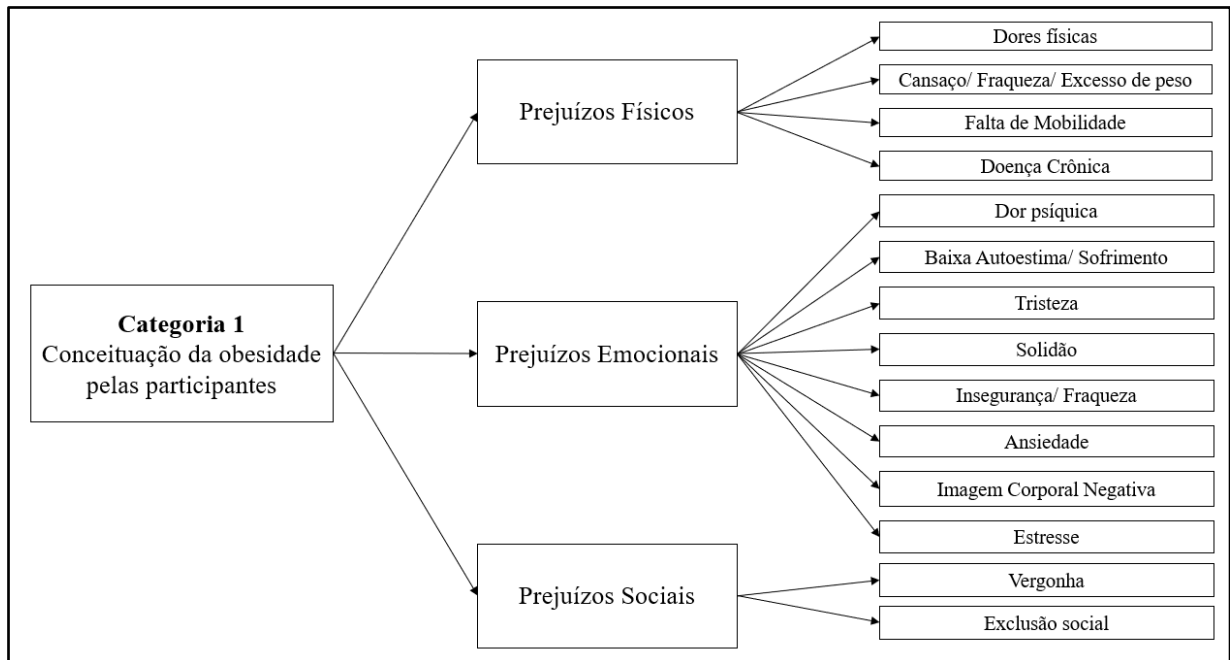 Categoria 1
Conceituação da obesidade
pelas participantes
Prejuízos Físicos
Dores físicas
Cansaço/ Fraqueza/ Excesso de peso
Falta de Mobilidade
Doença Crônica
Prejuízos Emocionais
Dor psíquica
Baixa Autoestima/ Sofrimento
Tristeza
Solidão
Insegurança/ Fraqueza
Ansiedade
Imagem Corporal Negativa
Estresse
Prejuízos Sociais
Vergonha
Exclusão social